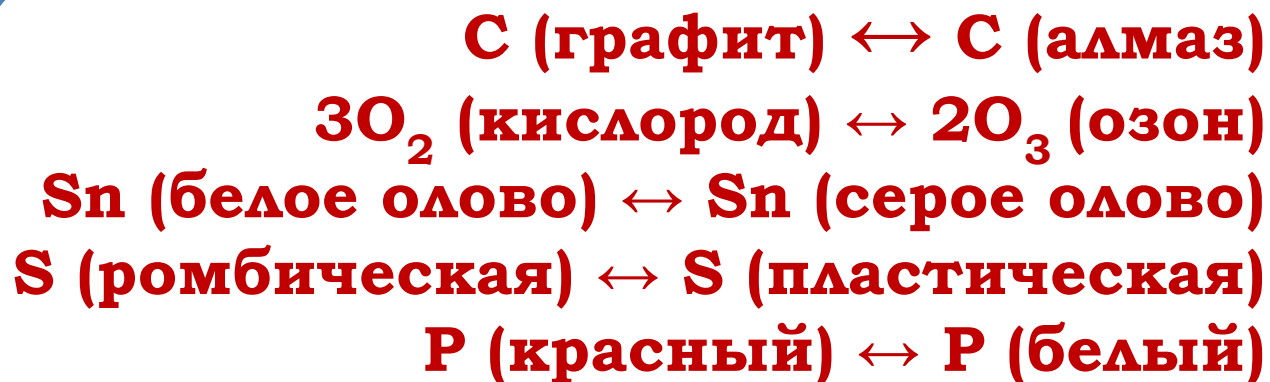 C (графит) ↔ C (алмаз)
3O₂ (кислород) ↔ 2O₃ (озон)
Sn (белое олово) ↔ Sn (серое олово)
S (ромбическая) ↔ S (пластическая)
P (красный) ↔ P (белый)